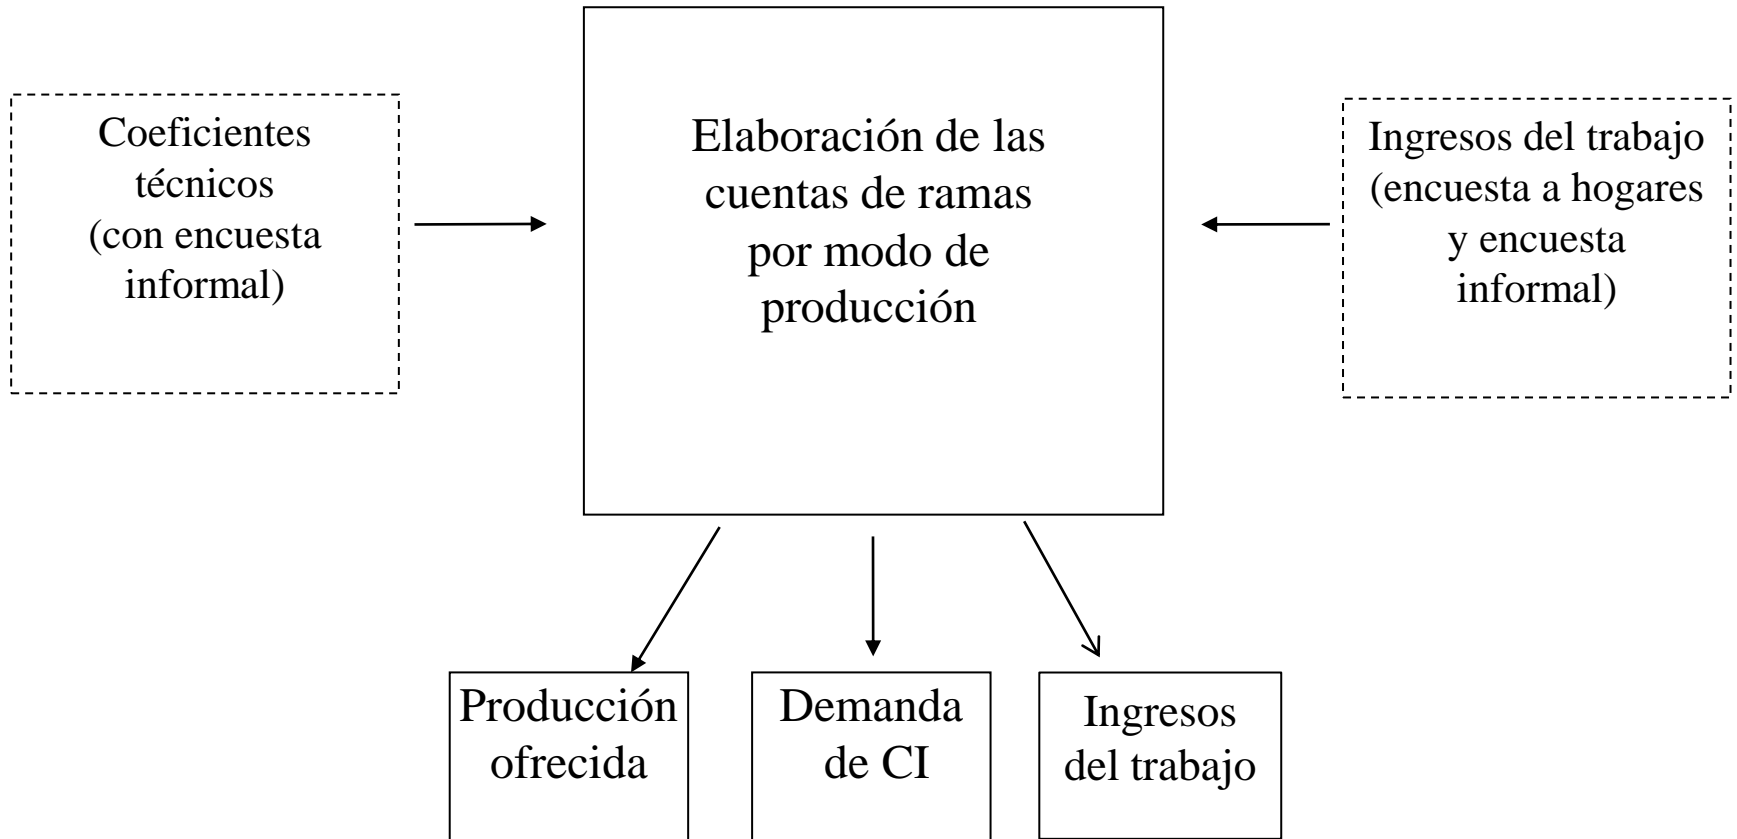 Coeficientes
técnicos
(con encuesta
informal)
Elaboración de las
cuentas de ramas
por modo de
producción
Ingresos del trabajo
(encuesta a hogares
y encuesta
informal)
Producción
ofrecida
Demanda
de CI
Ingresos
del trabajo